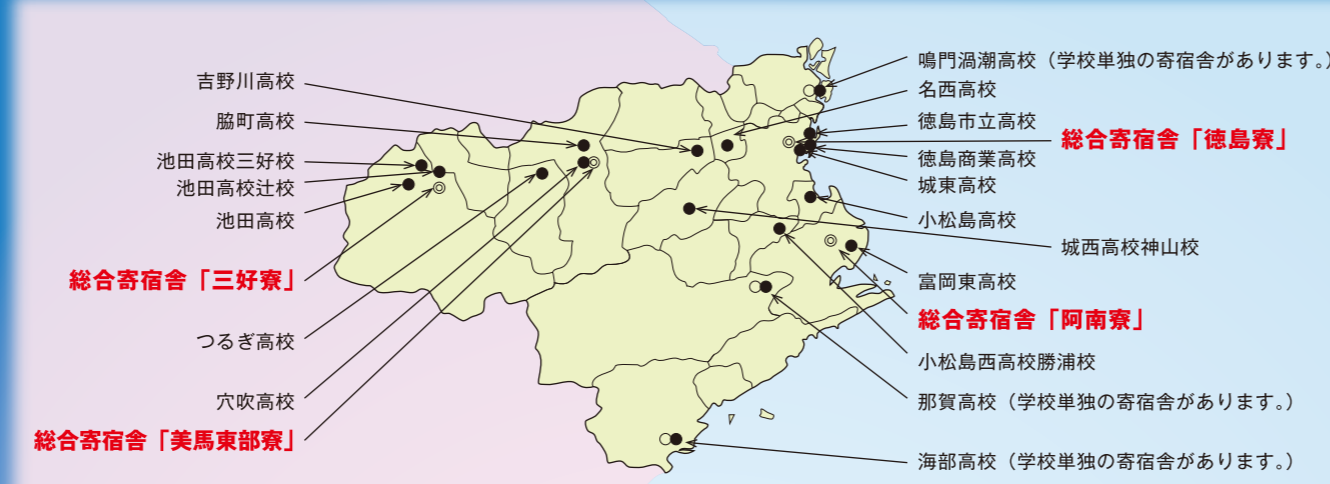 吉野川高校
脇町高校
池田高校三好校
池田高校辻校
池田高校
総合寄宿舎「三好寮」
つるぎ高校
穴吹高校
総合寄宿舎「美馬東部寮」
鳴門渦潮高校（学校単独の寄宿舎があります。）
名西高校
徳島市立高校
総合寄宿舎「徳島寮」
徳島商業高校
城東高校
小松島高校
城西高校神山校
富岡東高校
総合寄宿舎「阿南寮」
小松島西高校勝浦校
那賀高校（学校単独の寄宿舎があります。）
海部高校（学校単独の寄宿舎があります。）